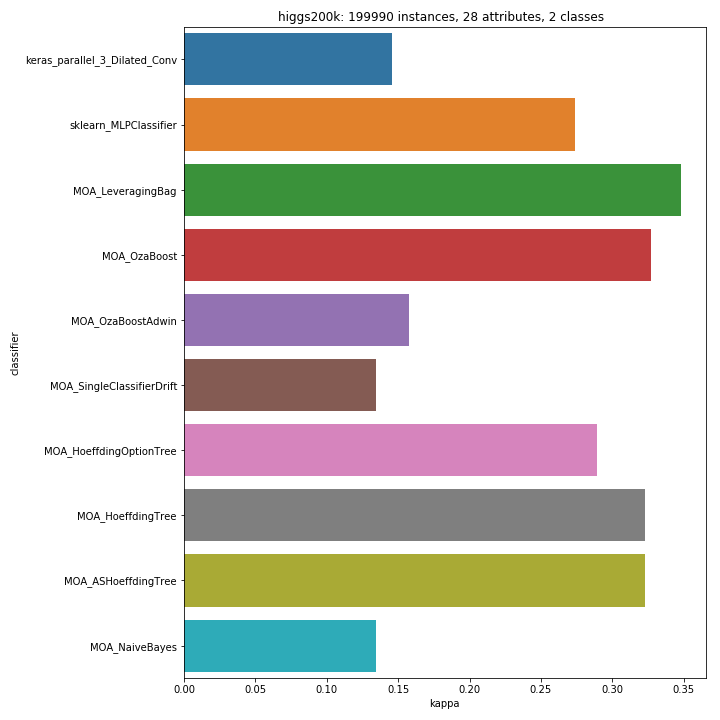 higgs200k: 199990 instances, 28 attributes, 2 classes
keras_parallel_3_Dilated_Conv
sklearn_MLPClassifier
MOA_LeveragingBag
MOA_OzaBoost
MOA_OzaBoostAdwin
MOA_SingleClassifierDrift
MOA_HoeffdingOptionTree
MOA_HoeffdingTree
MOA_ASHoeffdingTree
MOA_NaiveBayes
classifier
0.00 0.05 0.10 0.15 0.20 0.25 0.30 0.35
kappa